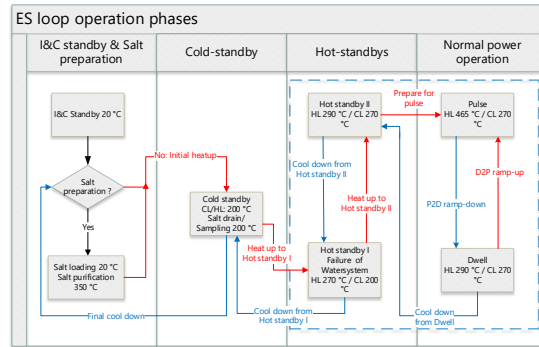 ES loop operation phases
I&C standby & Salt
preparation
Cold-standby
Hot-standbys
Normal power
operation
I&C Standby 20 °C
Salt
preparation ?
Yes
Salt loading 20 °C
Salt purification
350 °C
No: Initial heatup
Final cool down
Cold standby
CL/HL: 200 °C
Salt drain/
Sampling 200 °C
Heat up to
Hot standby I
Cool down from
Hot standby I
Hot standby II
HL 290 °C / CL 270
°C
Cool down from
Hot standby II
Heat up to
Hot standby II
Hot standby I
Failure of
Watersystem
HL 270 °C / CL 200
°C
Prepare for
pulse
Pulse
HL 465 °C / CL 270
°C
D2P ramp-up
P2D ramp-down
Dwell
HL 290 °C / CL 270
°C
Cool down
from Dwell